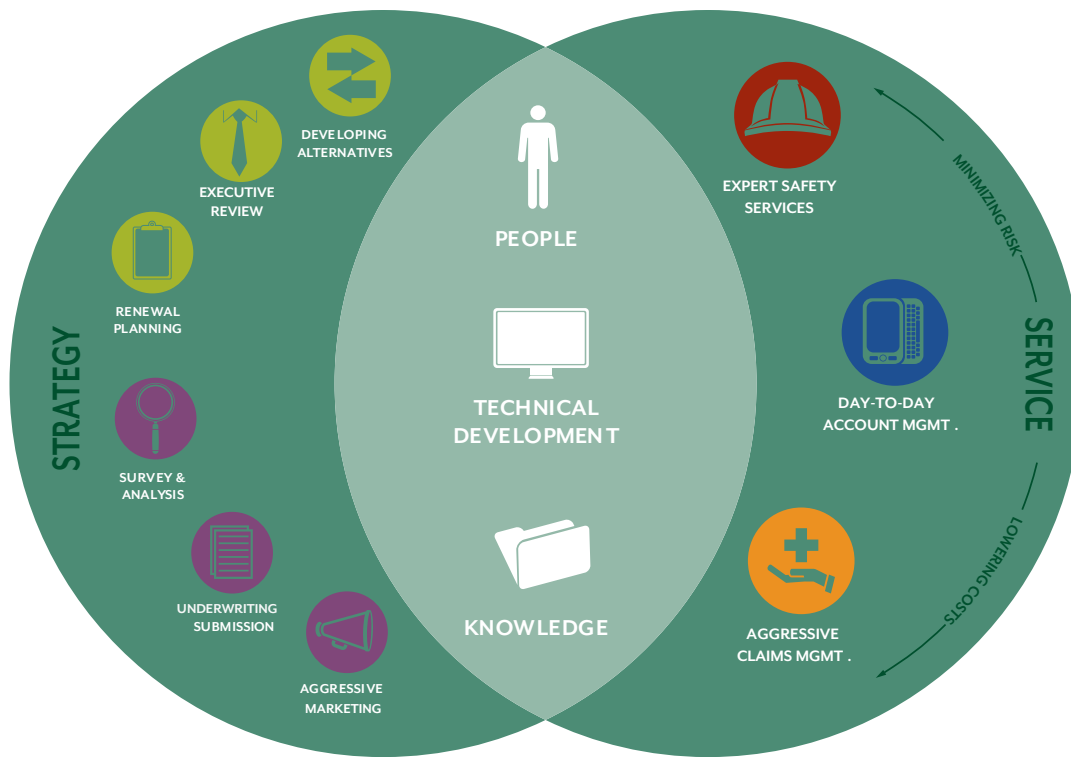 STRATEGY
DEVELOPING
ALTERNATIVES
EXECUTIVE
REVIEW
RENEWAL
PLANNING
SURVEY &
ANALYSIS
UNDERWRITING
SUBMISSION
AGGRESSIVE
MARKETING
PEOPLE
TECHNICAL
DEVELOPMENT
KNOWLEDGE
EXPERT SAFETY
SERVICES
DAY-TO-DAY
ACCOUNT MGMT .
AGGRESSIVE
CLAIMS MGMT .
SERVICE
MINIMIZING RISK
LOWERING COSTS